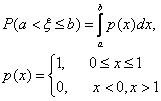 P(a < ξ ≤ b) = ∫_a^b p(x)dx,
p(x) = { 1, 0 ≤ x ≤ 1
0, x < 0, x > 1